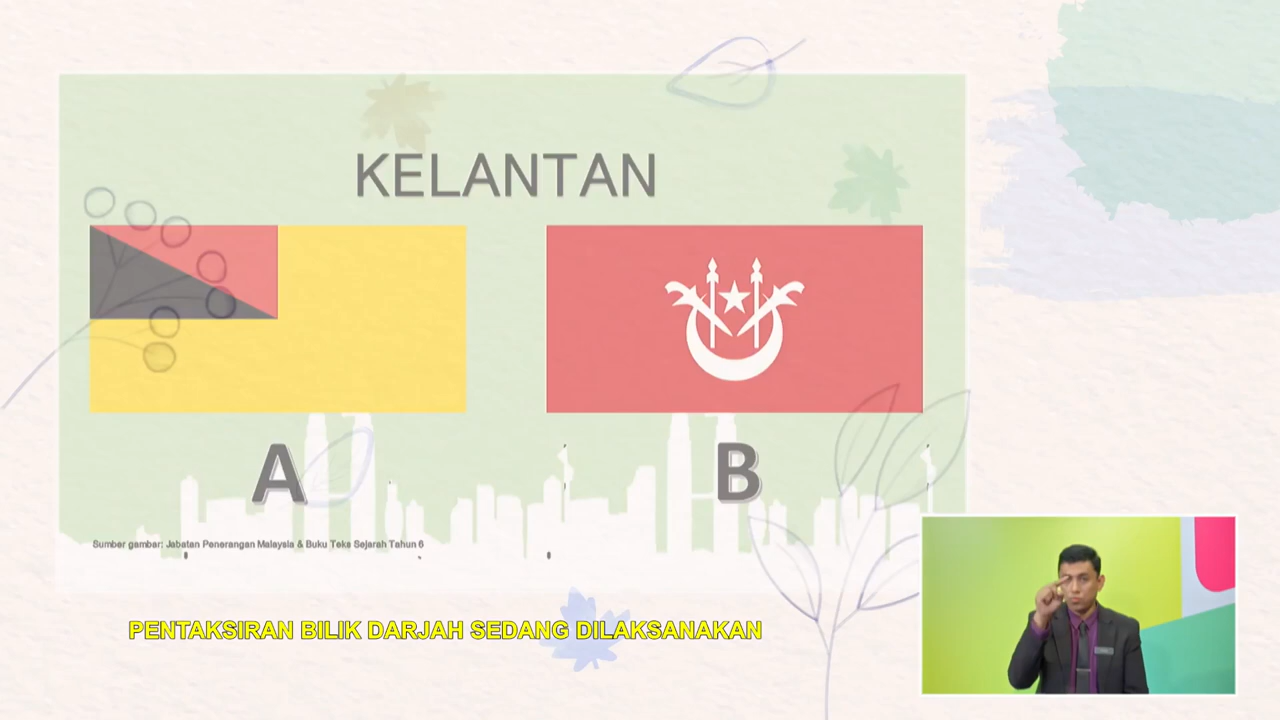 KELANTAN
A
B
Sumber gambar: Jabatan Penerangan Malaysia & Buku Teks Sejarah Tahun 6
PENTAKSIRAN BILIK DARJAH SEDANG DILAKSANAKAN